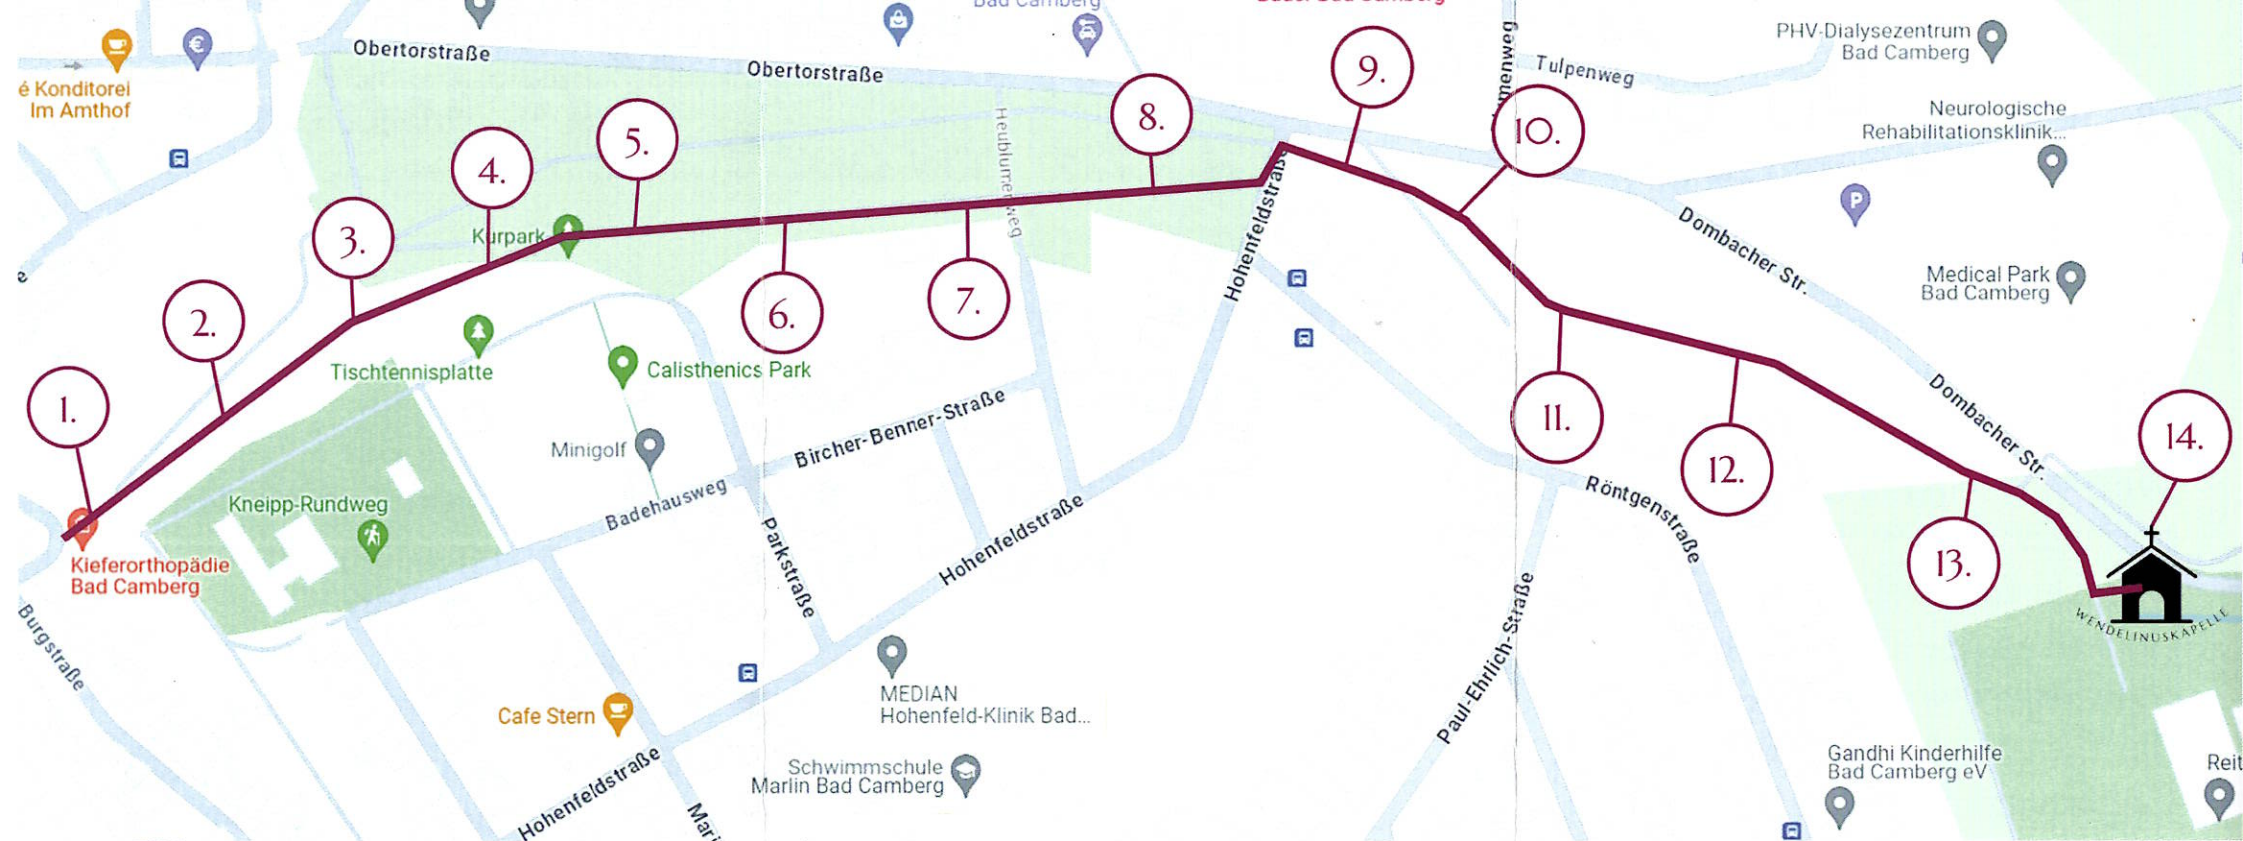 Bad Camberg
Obertorstraße
Obertorstraße
é Konditorei
Im Amthof
€
Tulpenweg
PHV-Dialysezentrum
Bad Camberg
Neurologische
Rehabilitationsklinik...
P
Heublumenweg
Hohenfeldstraße
Dombacher Str.
Medical Park
Bad Camberg
Dombacher Str.
1.
2.
3.
4.
5.
6.
7.
8.
9.
10.
11.
12.
13.
14.
Kurpark
Tischtennisplatte
Calisthenics Park
Minigolf
Bircher-Benner-Straße
Badehausweg
Kneipp-Rundweg
Kieferorthopädie
Bad Camberg
Burgstraße
Parkstraße
Hohenfeldstraße
Röntgenstraße
Paul-Ehrlich-Straße
WENDELINUSKAPELLE
MEDIAN
Hohenfeld-Klinik Bad...
Cafe Stern
Schwimmschule
Marlin Bad Camberg
Hohenfeldstraße
Mari
Gandhi Kinderhilfe
Bad Camberg eV
Reit